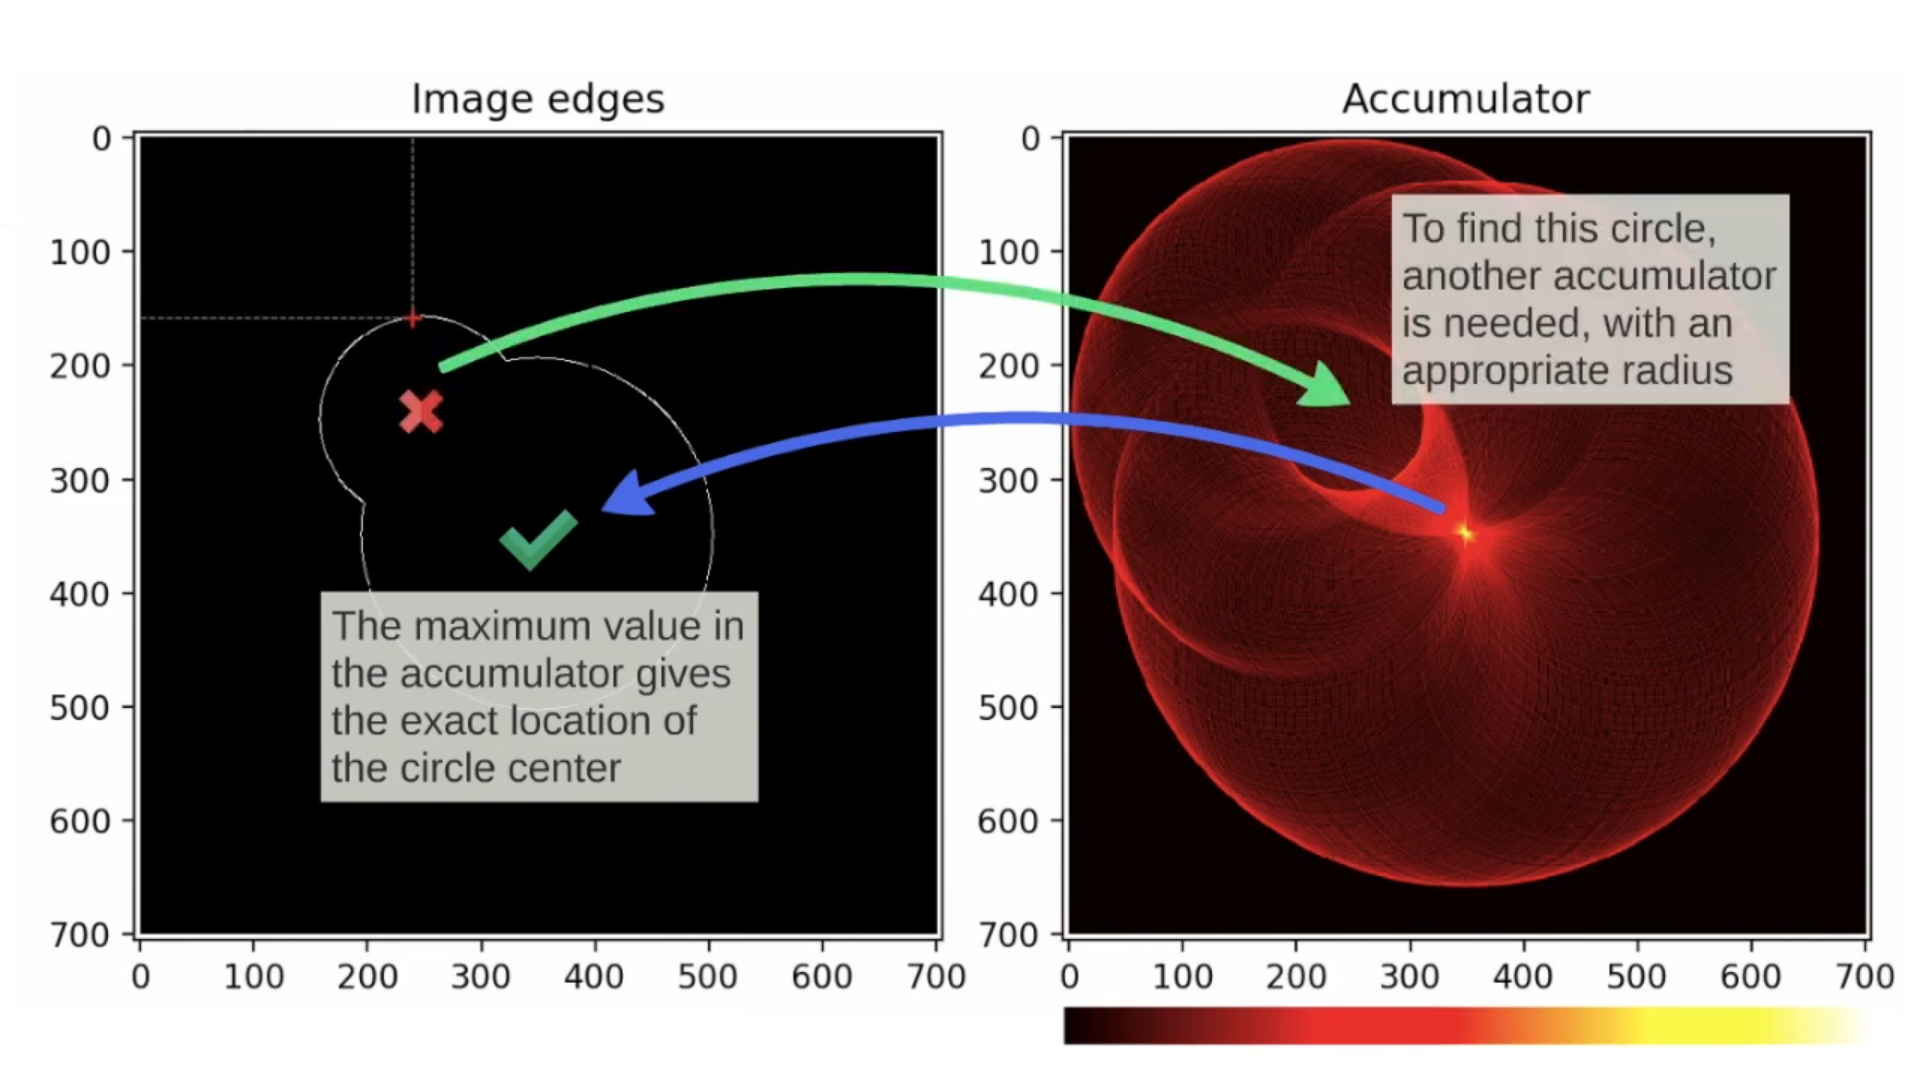 Image edges
Accumulator
0
100
200
300
400
500
600
700
0 100 200 300 400 500 600 700
The maximum value in
the accumulator gives
the exact location of
the circle center
0
100
200
300
400
500
600
700
0 100 200 300 400 500 600 700
To find this circle,
another accumulator
is needed, with an
appropriate radius